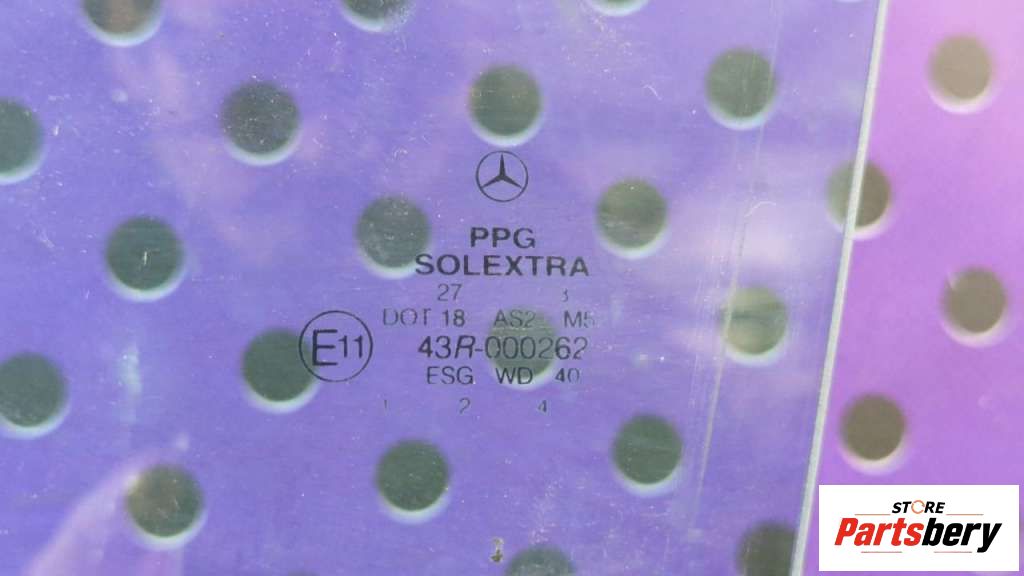 PPG
SOLEXTRA
27 3
DOT 18 AS2 M5
E11
43R-000262
ESG WD 40
1 2 4
STORE
Partsbery